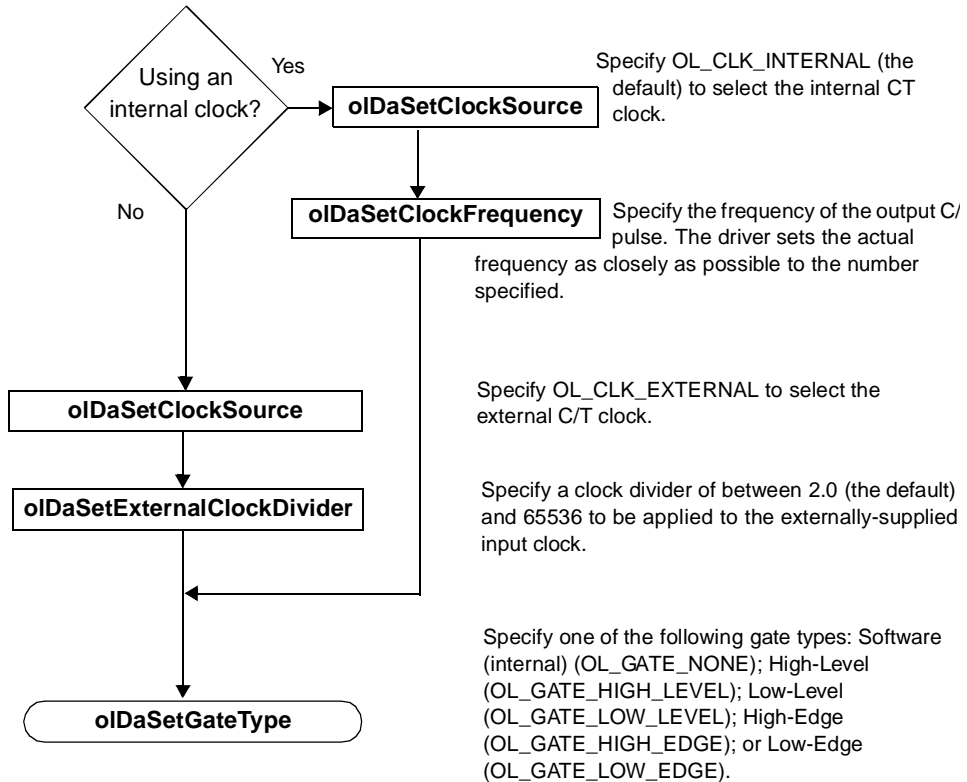 Using an
internal clock?
Yes
Specify OL_CLK_INTERNAL (the
default) to select the internal CT
clock.
olDaSetClockSource
No
olDaSetClockFrequency
Specify the frequency of the output C/
pulse. The driver sets the actual
frequency as closely as possible to the number
specified.
olDaSetClockSource
Specify OL_CLK_EXTERNAL to select the
external C/T clock.
olDaSetExternalClockDivider
Specify a clock divider of between 2.0 (the default)
and 65536 to be applied to the externally-supplied
input clock.
olDaSetGateType
Specify one of the following gate types: Software
(internal) (OL_GATE_NONE); High-Level
(OL_GATE_HIGH_LEVEL); Low-Level
(OL_GATE_LOW_LEVEL); High-Edge
(OL_GATE_HIGH_EDGE); or Low-Edge
(OL_GATE_LOW_EDGE).